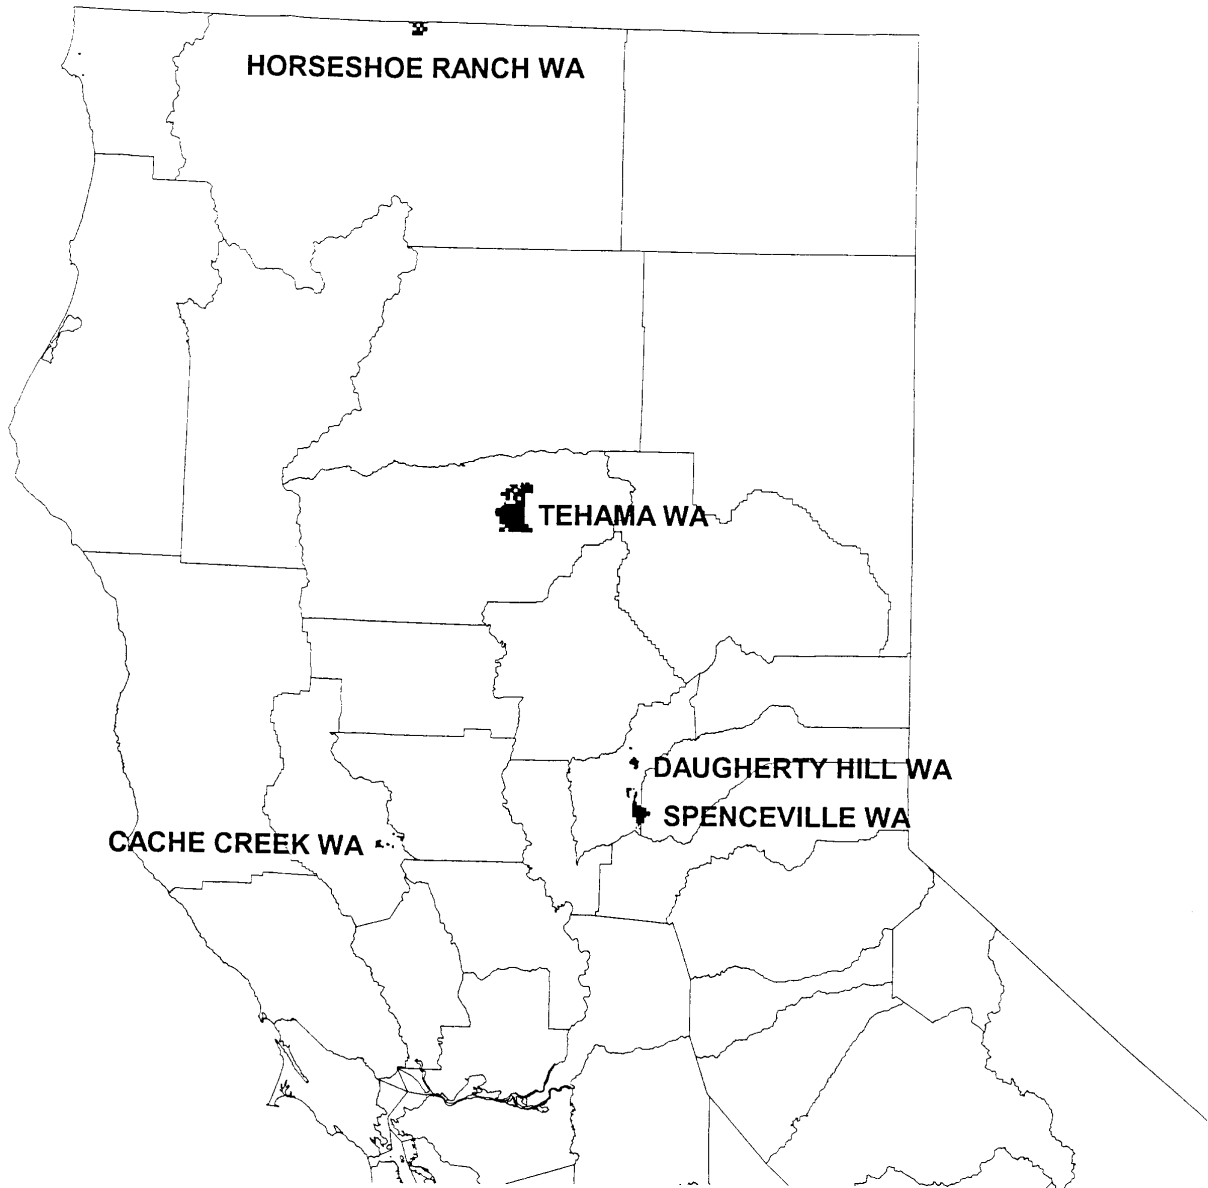 HORSESHOE RANCH WA
TEHAMA WA
DAUGHERTY HILL WA
SPENCEVILLE WA
CACHE CREEK WA